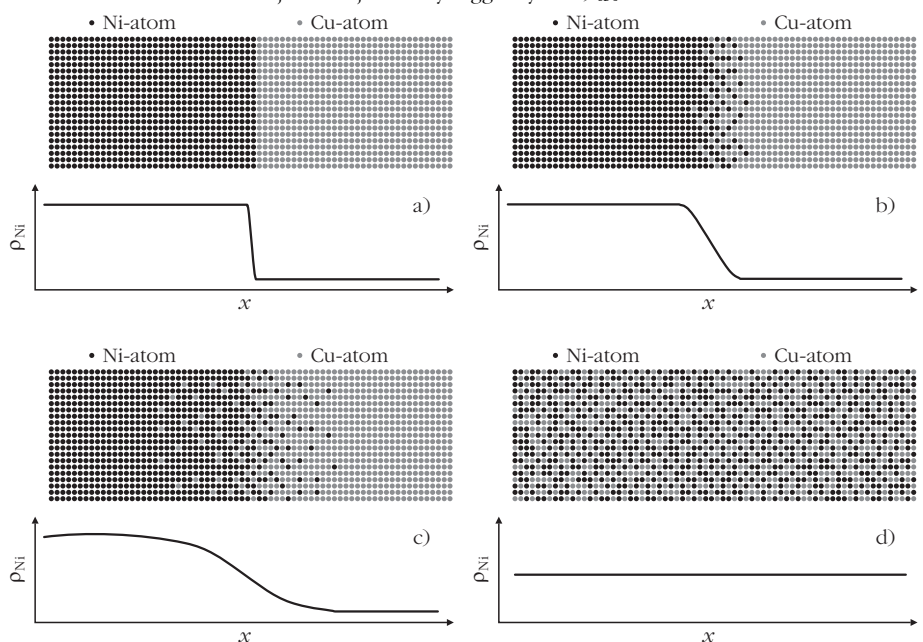 Ni-atom Cu-atom
Ni-atom Cu-atom
a)
ρNi
x
b)
ρNi
x
Ni-atom Cu-atom
Ni-atom Cu-atom
c)
ρNi
x
d)
ρNi
x